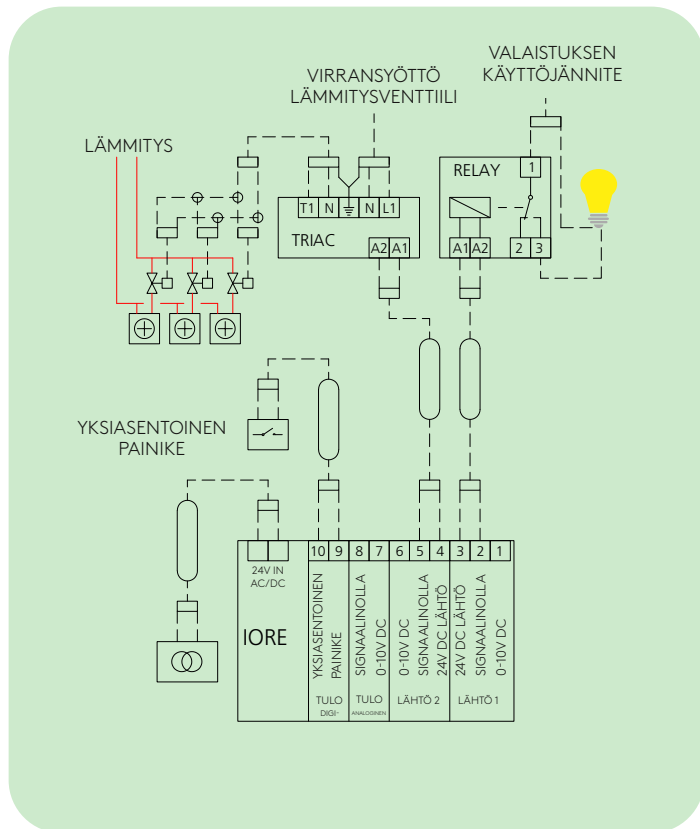 VALAISTUKSEN
KÄYTTÖJÄNNITE
VIRRANSYÖTTÖ
LÄMMITYSVENTTIILI
LÄMMITYS
RELAY
1
T1 N N L1
TRIAC
A2 A1
A1 A2
2 3
YKSIASENTOINEN
PAINIKE
24V IN
AC/DC
10 9 8 7 6 5 4 3 2 1
IORE
YKSIASENTOINEN
PAINIKE
SIGNAALINOLLA
0-10V DC
0-10V DC
SIGNAALINOLLA
24V DC LÄHTÖ
24V DC LÄHTÖ
SIGNAALINOLLA
0-10V DC
TULO
DIGI-
TULO
ANALOGINEN
LÄHTÖ 2
LÄHTÖ 1